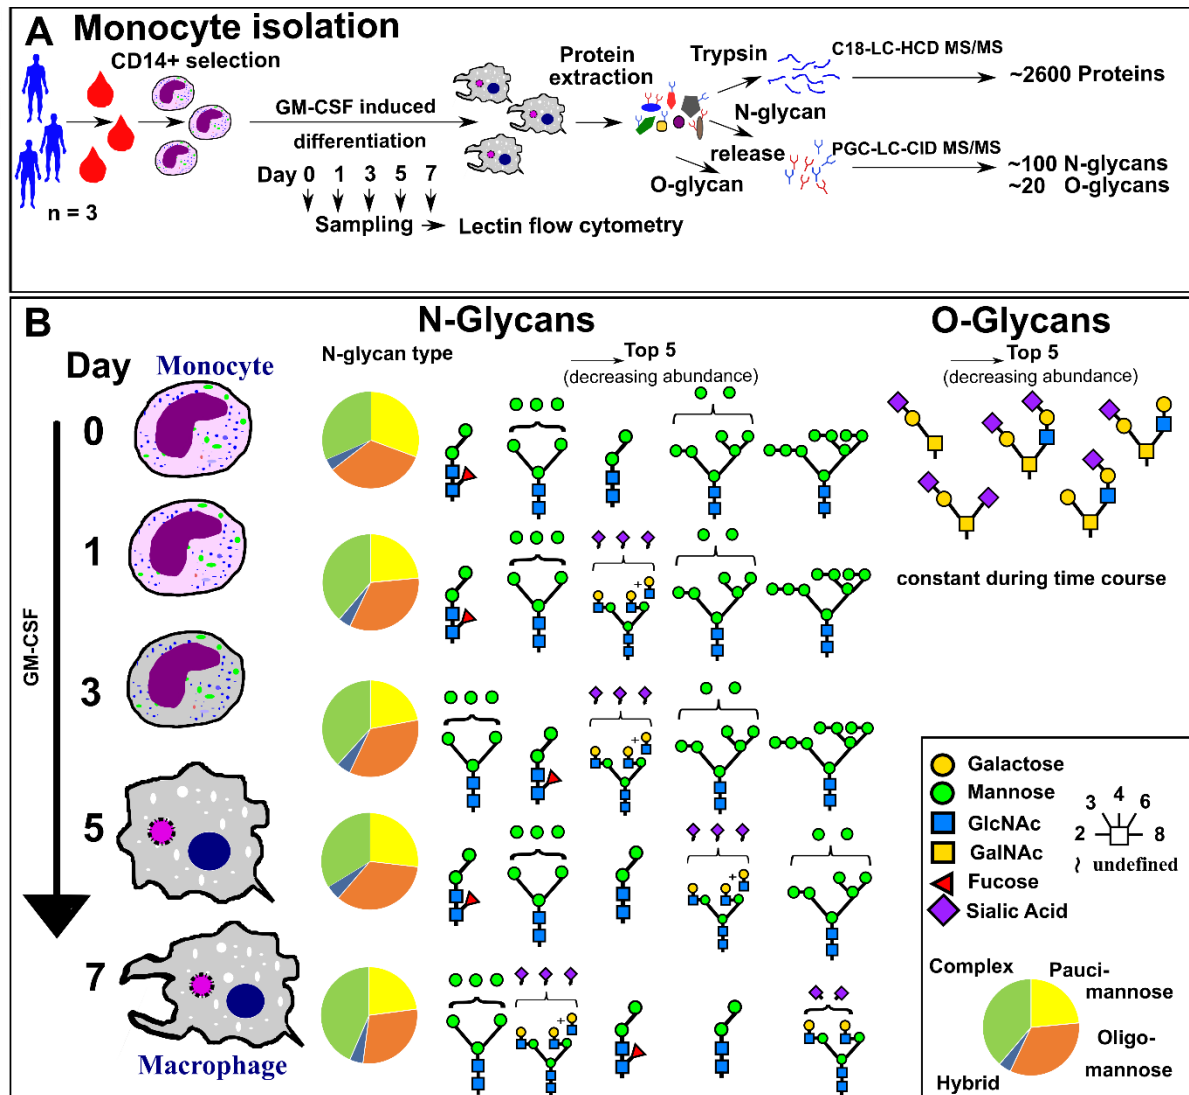 A Monocyte isolation
CD14+ selection
n = 3
GM-CSF induced
differentiation
Day 0 1 3 5 7
Sampling
Lectin flow cytometry
Protein
extraction
Trypsin
C18-LC-HCD MS/MS
~2600 Proteins
N-glycan
release
O-glycan
PGC-LC-CID MS/MS
~100 N-glycans
~20 O-glycans
B
N-Glycans
O-Glycans
N-glycan type
Top 5
(decreasing abundance)
Top 5
(decreasing abundance)
Day
Monocyte
0
1
+
constant during time course
GM-CSF
3
+
5
+
7
+
Macrophage
Galactose
Mannose
GlcNAc
GalNAc
Fucose
Sialic Acid
2 3 4 6 8
~ undefined
Complex
Pauci-
mannose
Oligo-
mannose
Hybrid